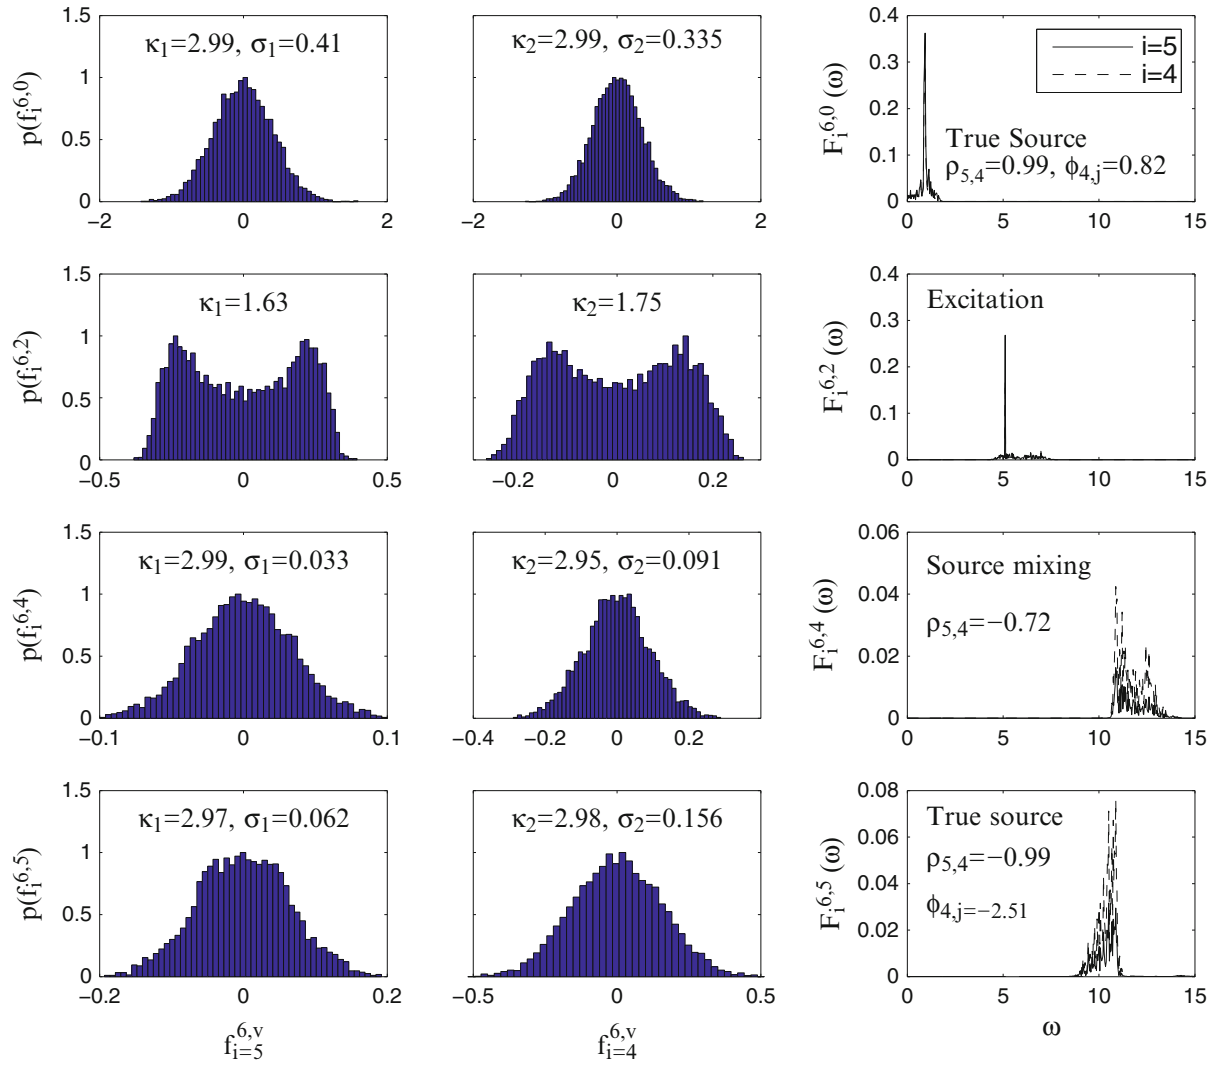 1.5
1
0.5
0
−2
0
2
p(f_i^{6,0})
κ1=2.99, σ1=0.41
−2
0
2
κ2=2.99, σ2=0.335
0.4
0.3
0.2
0.1
0
0
5
10
15
F_i^{6,0}(ω)
i=5
i=4
True Source
ρ5,4=0.99, ϕ4,j=0.82
1.5
1
0.5
0
−0.5
0
0.5
p(f_i^{6,2})
κ1=1.63
−0.2
0
0.2
κ2=1.75
0.4
0.3
0.2
0.1
0
0
5
10
15
F_i^{6,2}(ω)
Excitation
1.5
1
0.5
0
−0.1
0
0.1
p(f_i^{6,4})
κ1=2.99, σ1=0.033
−0.4
−0.2
0
0.2
κ2=2.95, σ2=0.091
0.06
0.04
0.02
0
0
5
10
15
F_i^{6,4}(ω)
Source mixing
ρ5,4=−0.72
1.5
1
0.5
0
−0.2
0
0.2
p(f_i^{6,5})
κ1=2.97, σ1=0.062
f_{i=5}^{6,v}
−0.5
0
0.5
κ2=2.98, σ2=0.156
f_{i=4}^{6,v}
0.08
0.06
0.04
0.02
0
0
5
10
15
F_i^{6,5}(ω)
True source
ρ5,4=−0.99
ϕ4,j=−2.51
ω